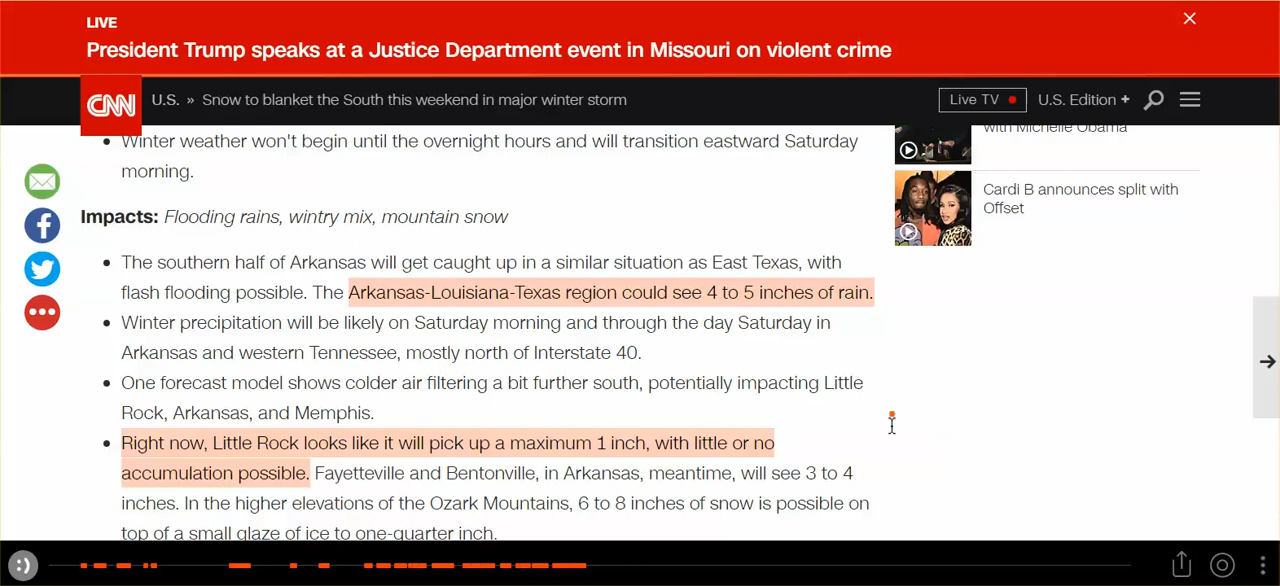 LIVE
President Trump speaks at a Justice Department event in Missouri on violent crime
CNN
U.S. » Snow to blanket the South this weekend in major winter storm
Live TV
U.S. Edition +
• Winter weather won't begin until the overnight hours and will transition eastward Saturday
morning.
Impacts: Flooding rains, wintry mix, mountain snow
• The southern half of Arkansas will get caught up in a similar situation as East Texas, with
flash flooding possible. The Arkansas-Louisiana-Texas region could see 4 to 5 inches of rain.
• Winter precipitation will be likely on Saturday morning and through the day Saturday in
Arkansas and western Tennessee, mostly north of Interstate 40.
• One forecast model shows colder air filtering a bit further south, potentially impacting Little
Rock, Arkansas, and Memphis.
• Right now, Little Rock looks like it will pick up a maximum 1 inch, with little or no
accumulation possible. Fayetteville and Bentonville, in Arkansas, meantime, will see 3 to 4
inches. In the higher elevations of the Ozark Mountains, 6 to 8 inches of snow is possible on
top of a small glaze of ice to one-quarter inch.
with Michelle Obama
Cardi B announces split with
Offset
:)